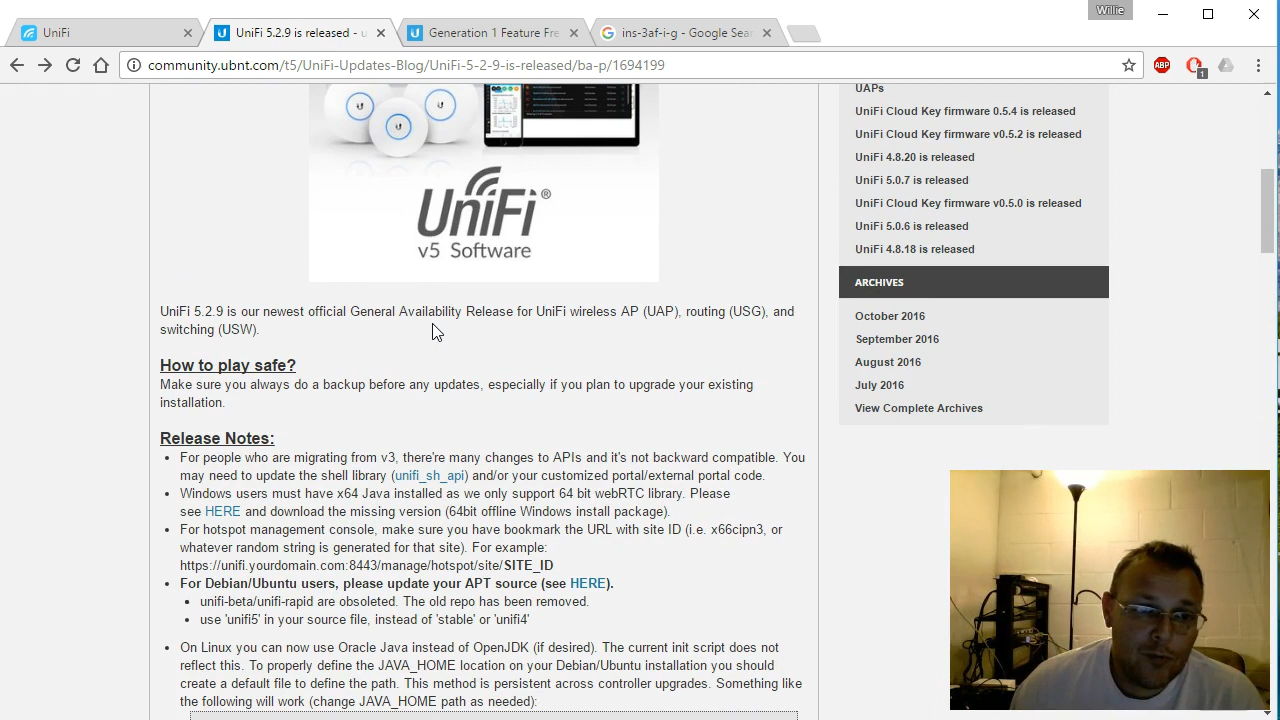 Willie
UniFi
UniFi 5.2.9 is released - u
Generation 1 Feature Fre
ins-3af-i-g - Google Sear
community.ubnt.com/t5/UniFi-Updates-Blog/UniFi-5-2-9-is-released/ba-p/1694199
ABP
1
UniFi®
v5 Software
UniFi 5.2.9 is our newest official General Availability Release for UniFi wireless AP (UAP), routing (USG), and
switching (USW).
How to play safe?
Make sure you always do a backup before any updates, especially if you plan to upgrade your existing
installation.
Release Notes:
• For people who are migrating from v3, there're many changes to APIs and it's not backward compatible. You
may need to update the shell library (unifi_sh_api) and/or your customized portal/external portal code.
• Windows users must have x64 Java installed as we only support 64 bit webRTC library. Please
see HERE and download the missing version (64bit offline Windows install package).
• For hotspot management console, make sure you have bookmark the URL with site ID (i.e. x66cipn3, or
whatever random string is generated for that site). For example:
https://unifi.yourdomain.com:8443/manage/hotspot/site/SITE_ID
• For Debian/Ubuntu users, please update your APT source (see HERE).
• unifi-beta/unifi-rapid are obsoleted. The old repo has been removed.
• use 'unifi5' in your source file, instead of 'stable' or 'unifi4'
• On Linux you can now use Oracle Java instead of OpenJDK (if desired). The current init script does not
reflect this. To properly define the JAVA_HOME location on your Debian/Ubuntu installation you should
create a default file to define the path. This method is persistent across controller upgrades. Something like
the following will work (change JAVA_HOME path as needed):
UAPs
UniFi Cloud Key firmware 0.5.4 is released
UniFi Cloud Key firmware v0.5.2 is released
UniFi 4.8.20 is released
UniFi 5.0.7 is released
UniFi Cloud Key firmware v0.5.0 is released
UniFi 5.0.6 is released
UniFi 4.8.18 is released
ARCHIVES
October 2016
September 2016
August 2016
July 2016
View Complete Archives